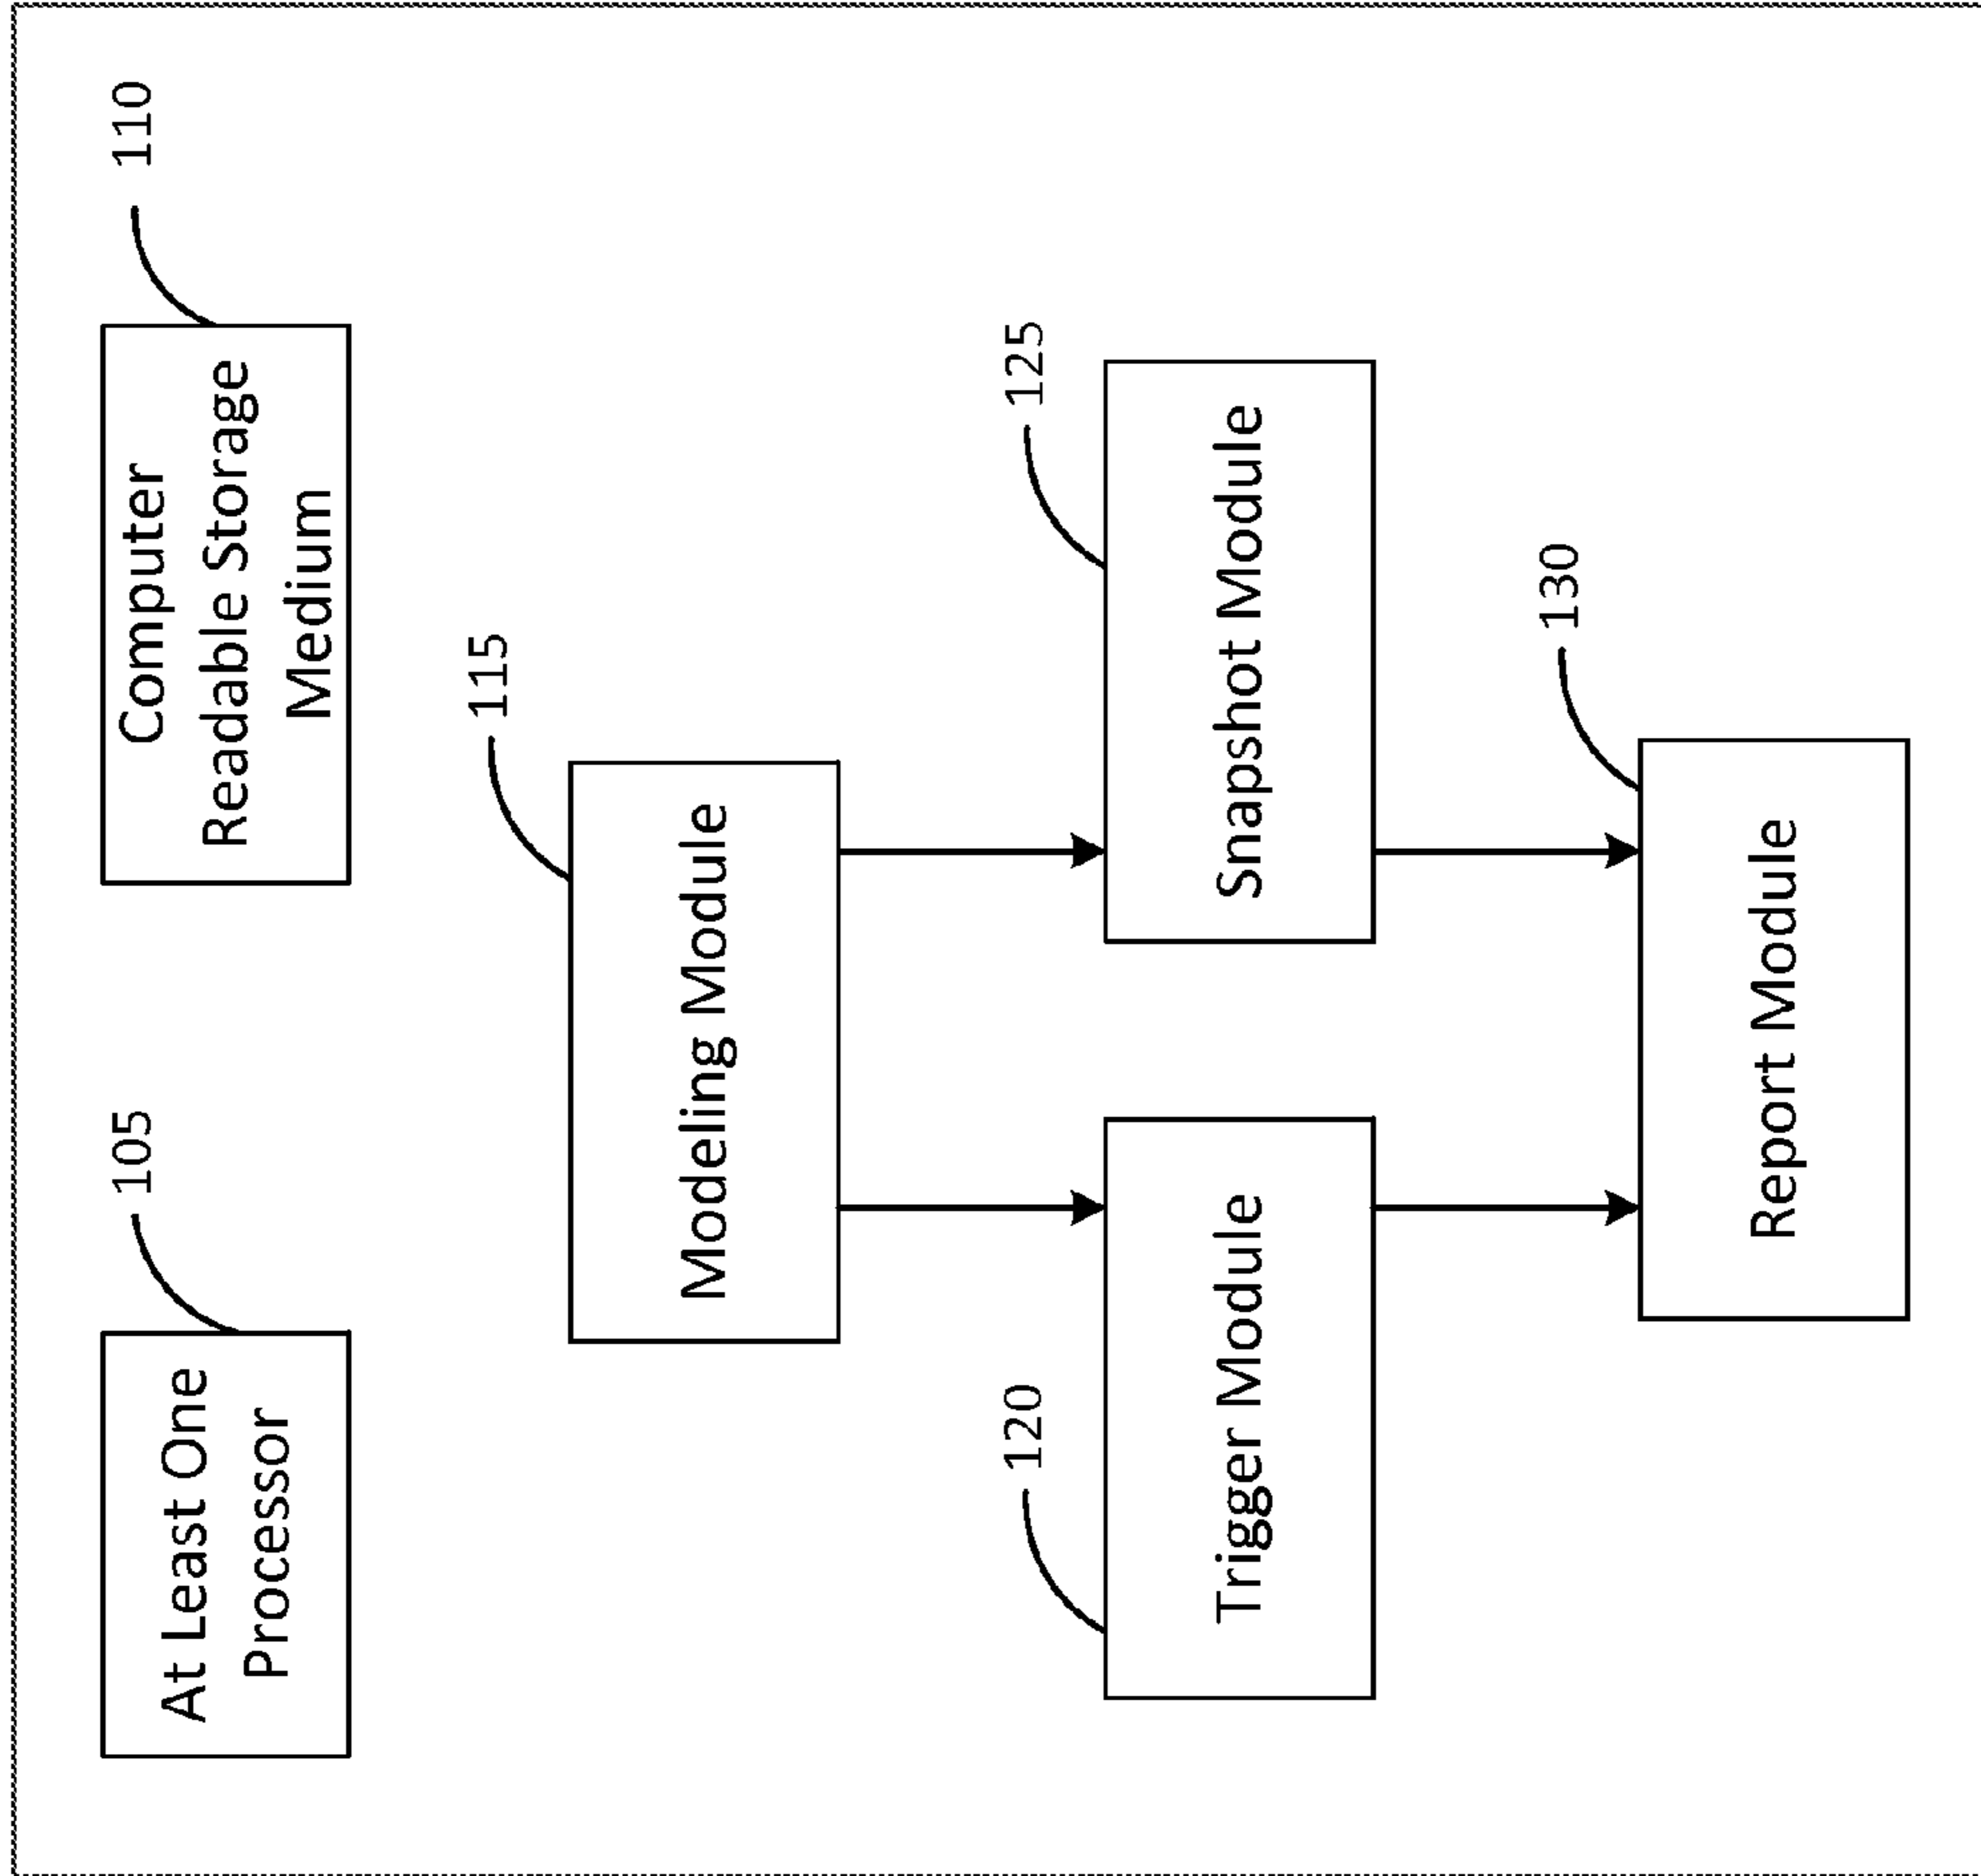 105
At Least One
Processor
110
Computer
Readable Storage
Medium
115
Modeling Module
120
Trigger Module
125
Snapshot Module
130
Report Module